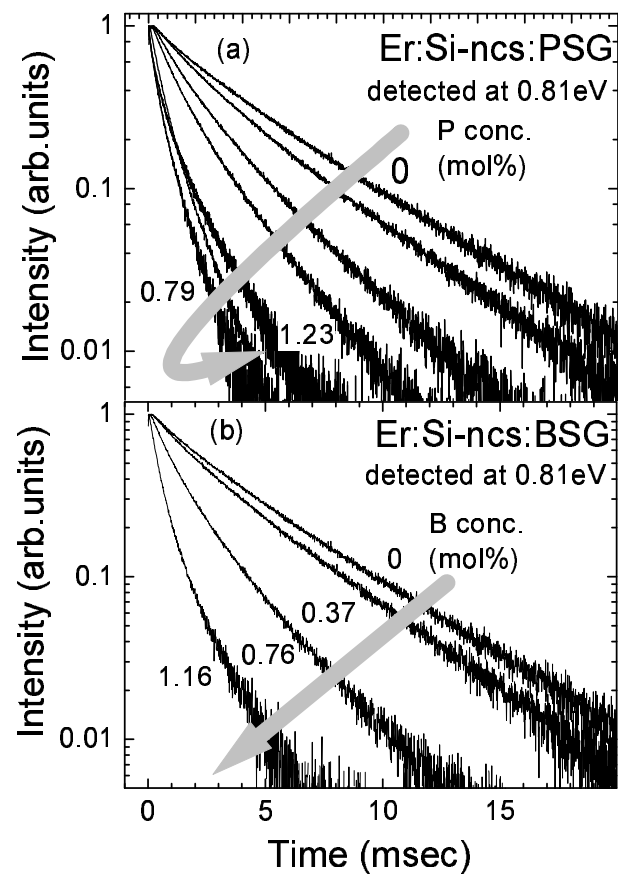 (a)
Er:Si-ncs:PSG
detected at 0.81eV
P conc.
(mol%)
0
0.79
1.23
1
0.1
0.01
Intensity (arb.units)
(b)
Er:Si-ncs:BSG
detected at 0.81eV
B conc.
(mol%)
0
0.37
0.76
1.16
1
0.1
0.01
Intensity (arb.units)
0 5 10 15
Time (msec)